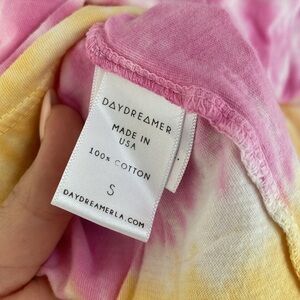 DAYDREAMER
MADE IN
USA
100% COTTON
S
DAYDREAMERLA.COM